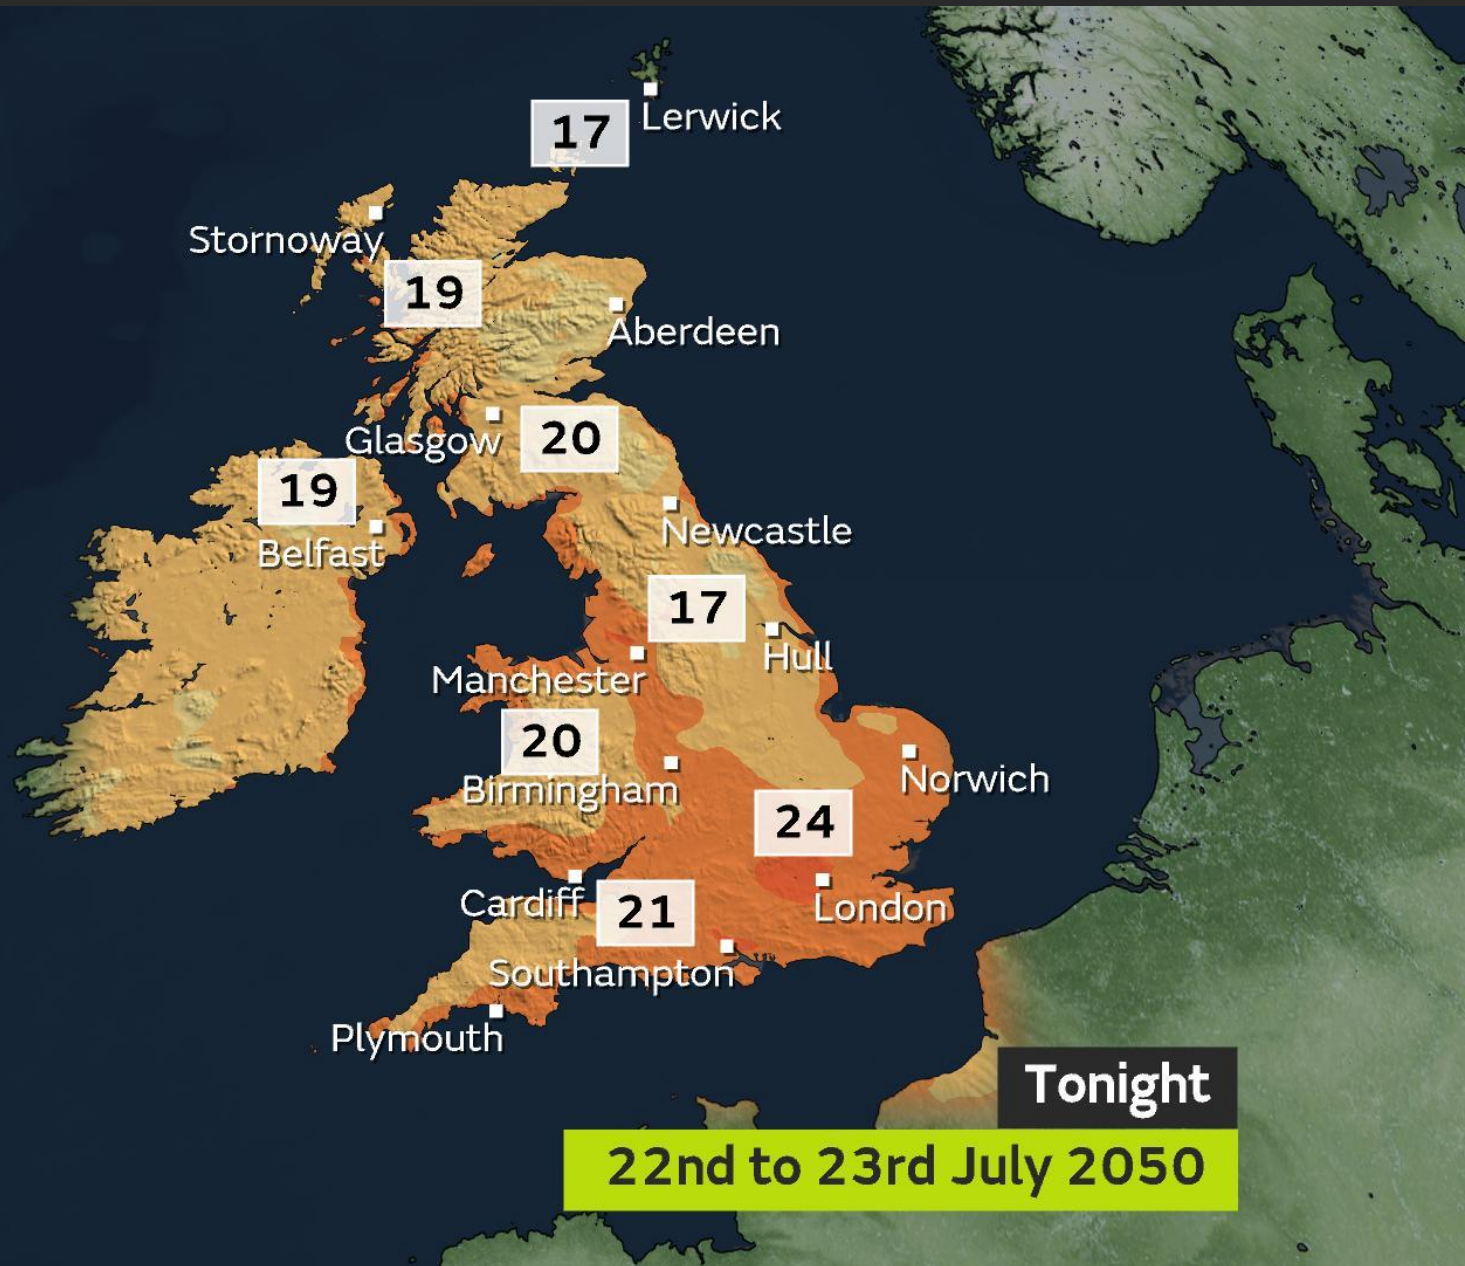 Lerwick
17
Stornoway
19
Aberdeen
Glasgow
20
19
Belfast
Newcastle
17
Hull
Manchester
20
Birmingham
Norwich
24
Cardiff
21
London
Southampton
Plymouth
Tonight
22nd to 23rd July 2050